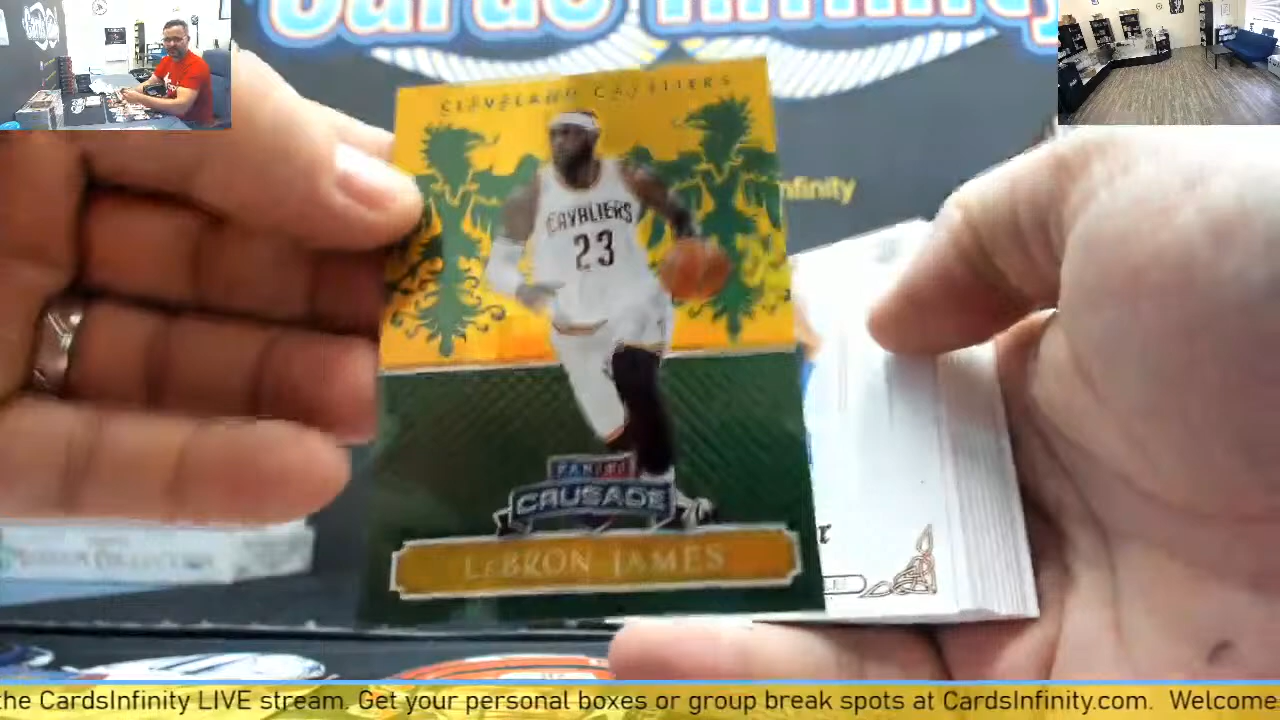 Cards Infinity
CLEVELAND CAVALIERS
nfinity
CAVALIERS
23
PANINI
CRUSADE
LEBRON JAMES
the CardsInfinity LIVE stream. Get your personal boxes or group break spots at CardsInfinity.com. Welcome